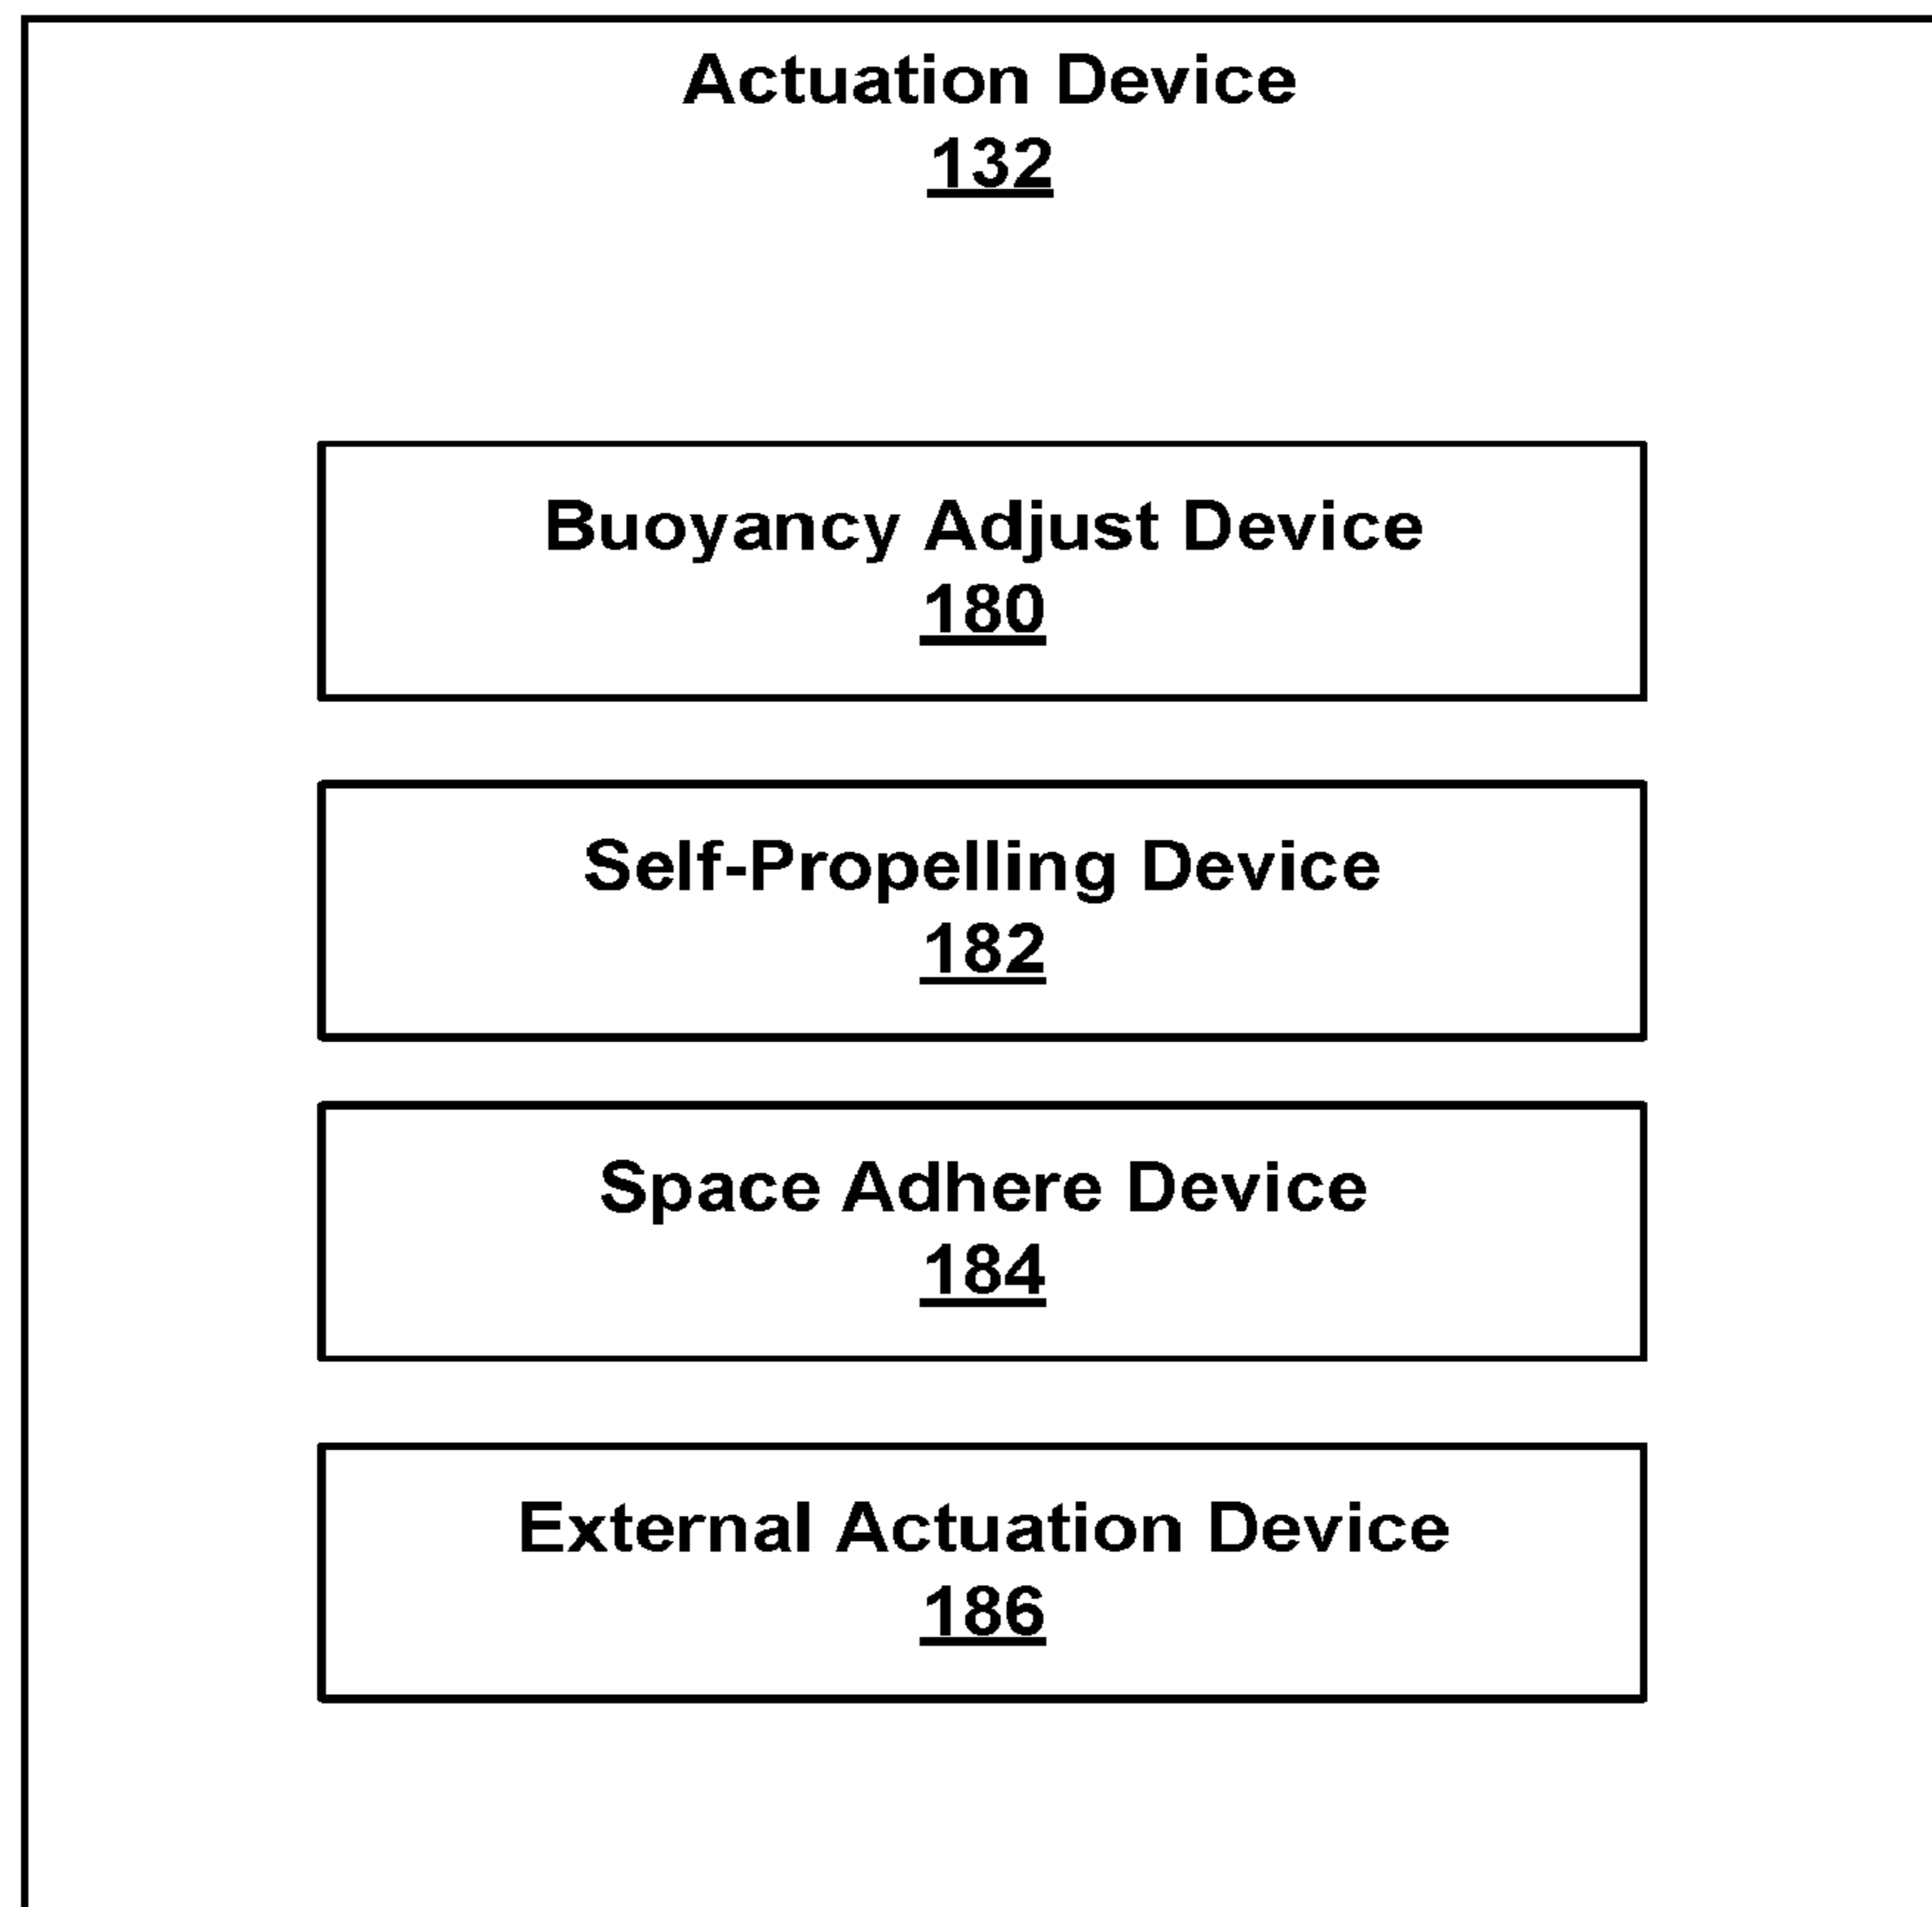 Actuation Device
132
Buoyancy Adjust Device
180
Self-Propelling Device
182
Space Adhere Device
184
External Actuation Device
186